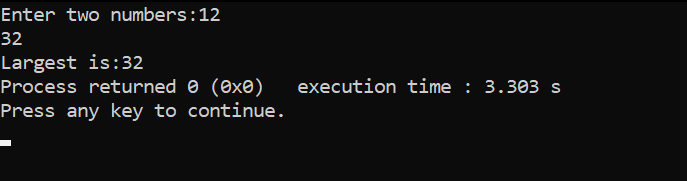 Enter two numbers:12
32
Largest is:32
Process returned 0 (0x0)   execution time : 3.303 s
Press any key to continue.